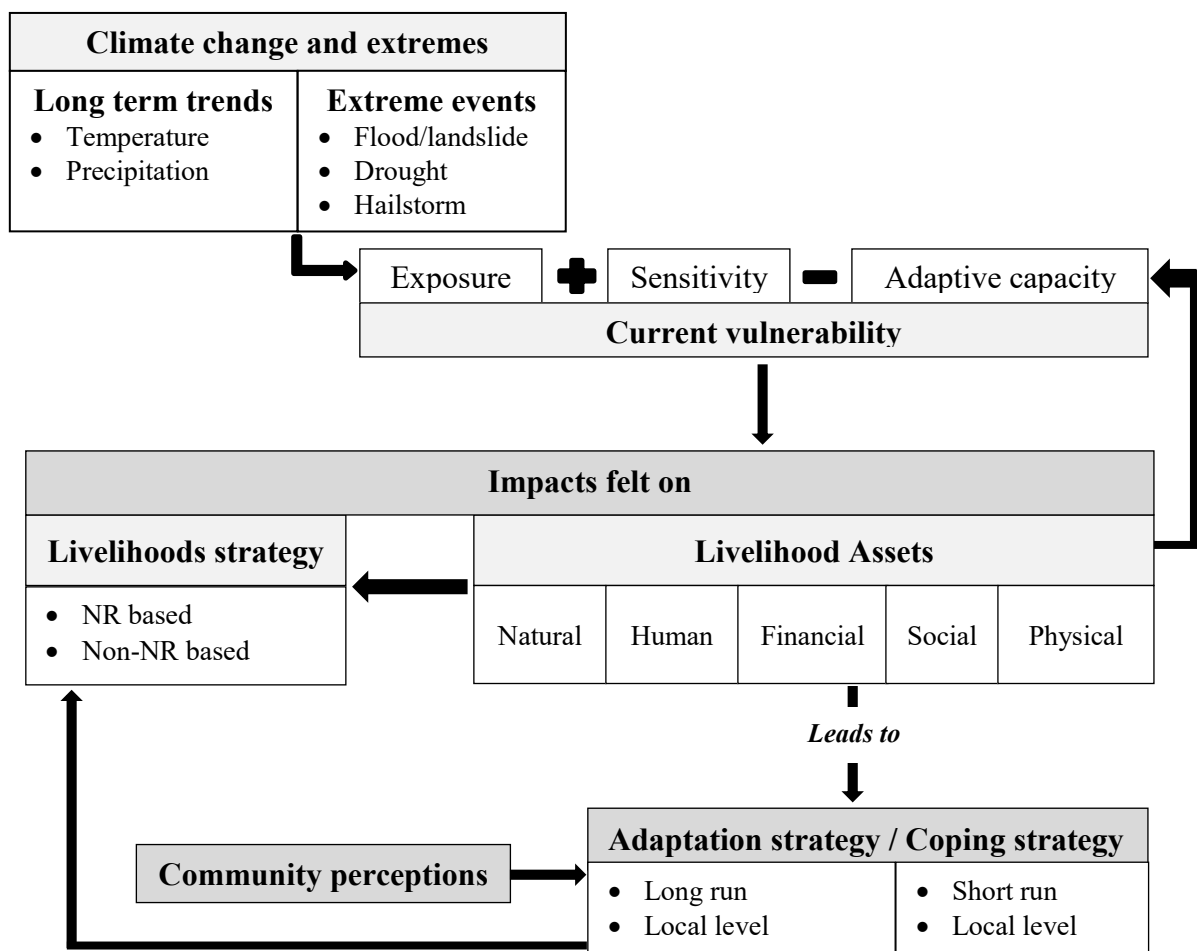 Climate change and extremes
Long term trends
• Temperature
• Precipitation
Extreme events
• Flood/landslide
• Drought
• Hailstorm
Exposure + Sensitivity - Adaptive capacity
Current vulnerability
Impacts felt on
Livelihoods strategy
• NR based
• Non-NR based
Livelihood Assets
Natural Human Financial Social Physical
Leads to
Community perceptions
Adaptation strategy / Coping strategy
• Long run
• Local level
• Short run
• Local level